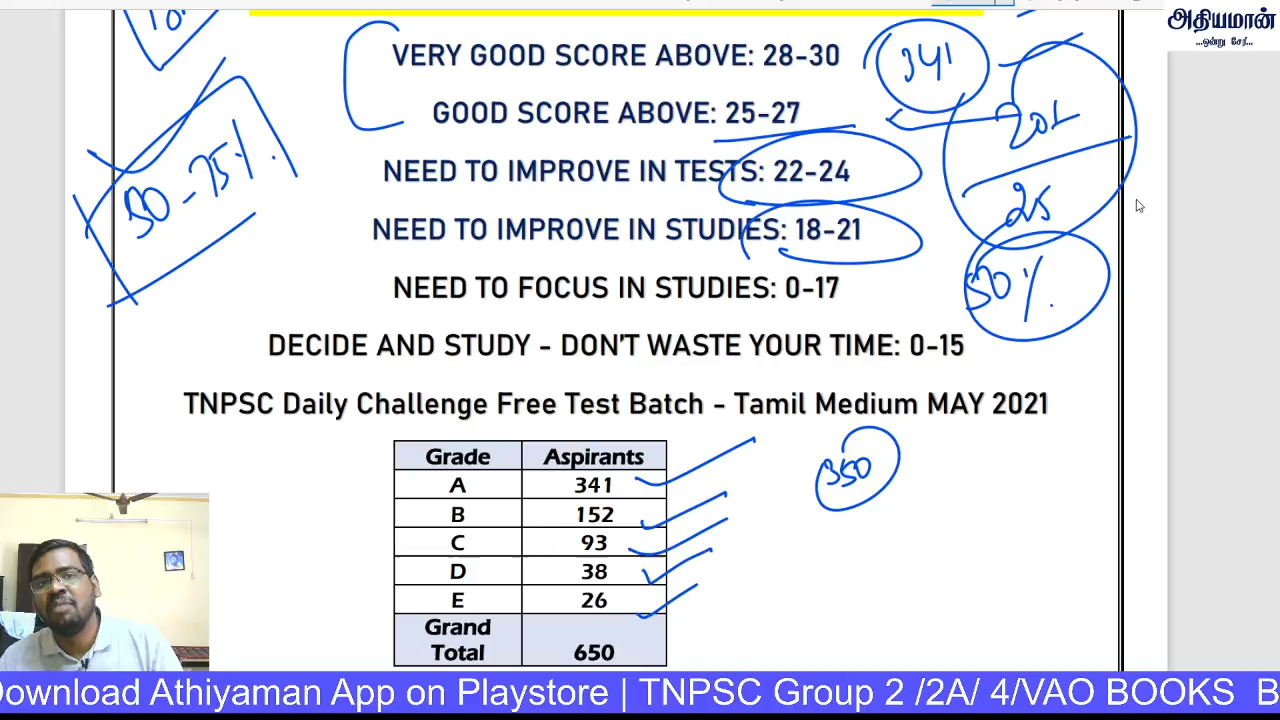 அதியமான்
...ஒன்று சேர்...
VERY GOOD SCORE ABOVE: 28-30
341
GOOD SCORE ABOVE: 25-27
NEED TO IMPROVE IN TESTS: 22-24
50-75%.
25
NEED TO IMPROVE IN STUDIES: 18-21
NEED TO FOCUS IN STUDIES: 0-17
50%.
DECIDE AND STUDY - DON'T WASTE YOUR TIME: 0-15
TNPSC Daily Challenge Free Test Batch - Tamil Medium MAY 2021
Grade Aspirants
350
A 341
B 152
C 93
D 38
E 26
Grand
Total 650
Download Athiyaman App on Playstore | TNPSC Group 2 /2A/ 4/VAO BOOKS B